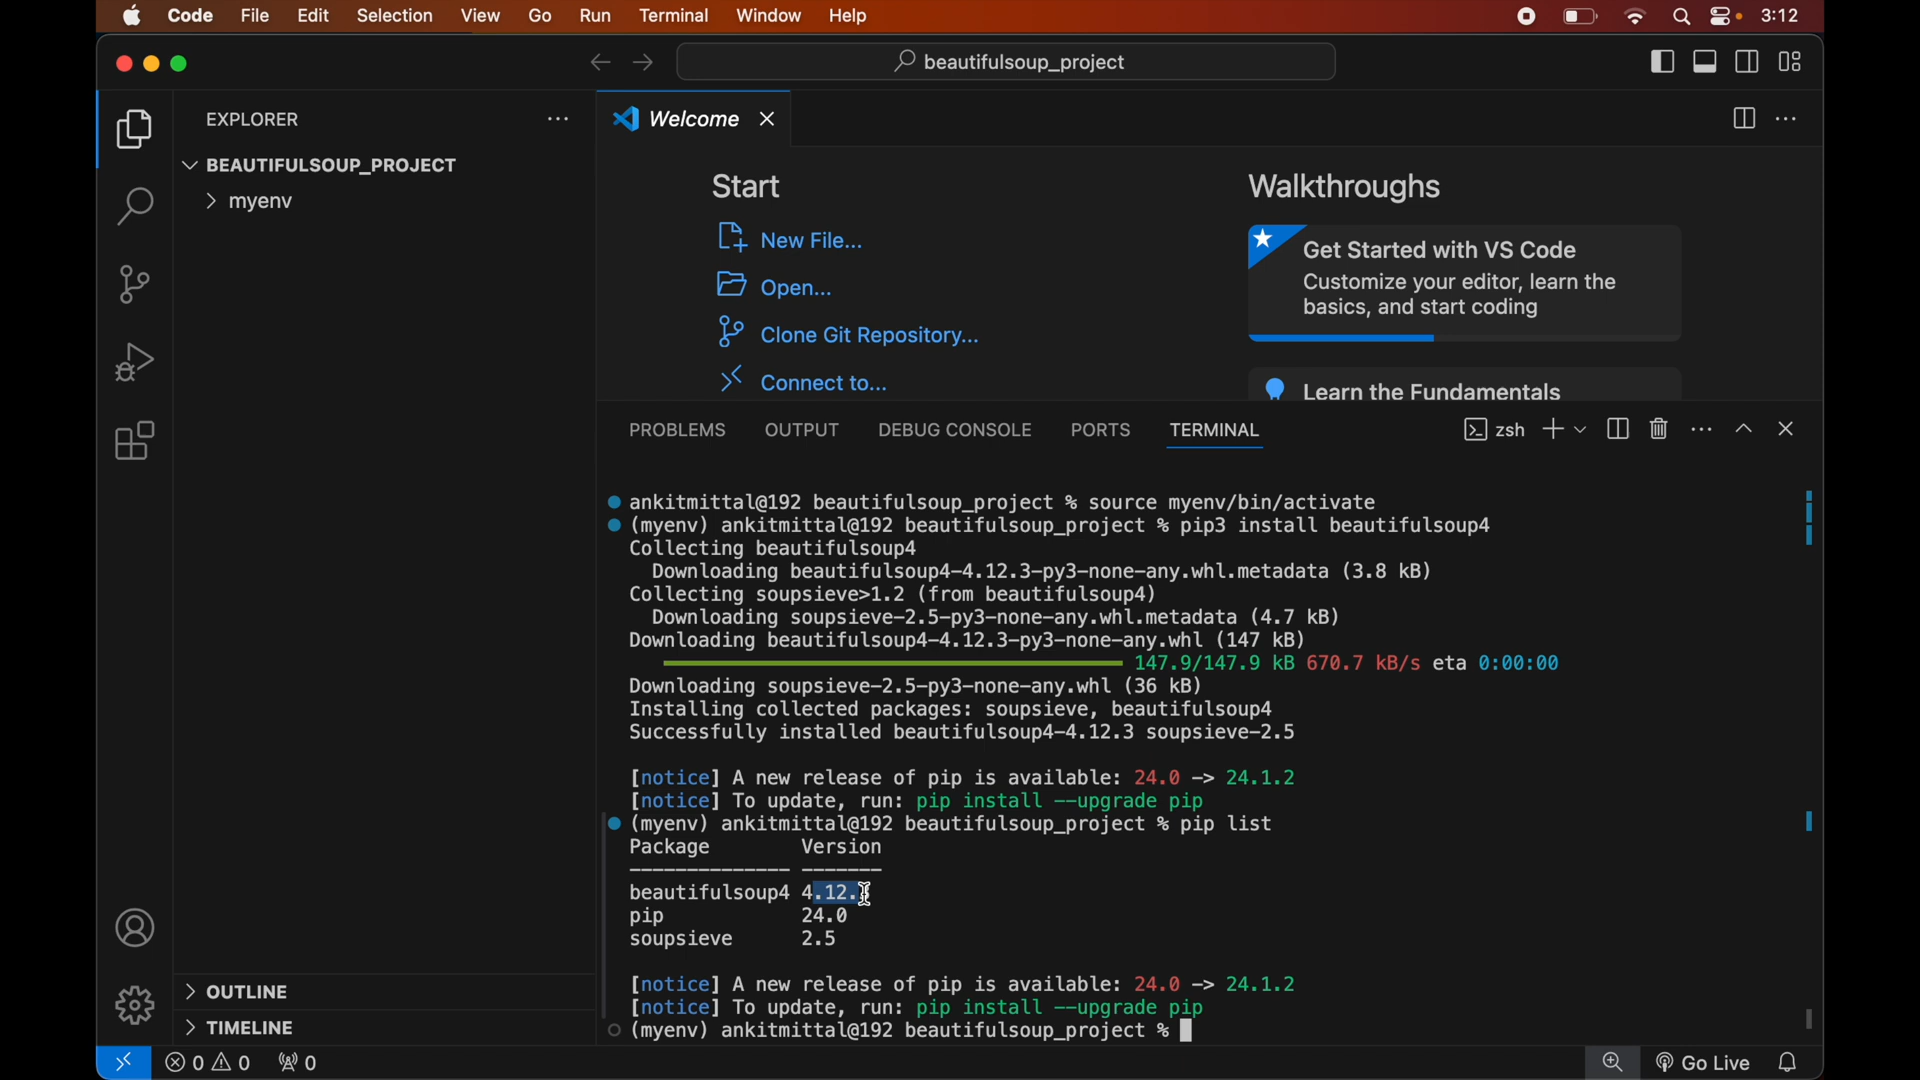 Code File Edit Selection View Go Run Terminal Window Help 3:12
beautifulsoup_project
EXPLORER
BEAUTIFULSOUP_PROJECT
myenv
OUTLINE
TIMELINE
Welcome
Start
New File...
Open...
Clone Git Repository...
Connect to...
Walkthroughs
Get Started with VS Code
Customize your editor, learn the
basics, and start coding
Learn the Fundamentals
PROBLEMS OUTPUT DEBUG CONSOLE PORTS TERMINAL zsh
ankitmittal@192 beautifulsoup_project % source myenv/bin/activate
(myenv) ankitmittal@192 beautifulsoup_project % pip3 install beautifulsoup4
Collecting beautifulsoup4
Downloading beautifulsoup4-4.12.3-py3-none-any.whl.metadata (3.8 kB)
Collecting soupsieve>1.2 (from beautifulsoup4)
Downloading soupsieve-2.5-py3-none-any.whl.metadata (4.7 kB)
Downloading beautifulsoup4-4.12.3-py3-none-any.whl (147 kB)
147.9/147.9 kB 670.7 kB/s eta 0:00:00
Downloading soupsieve-2.5-py3-none-any.whl (36 kB)
Installing collected packages: soupsieve, beautifulsoup4
Successfully installed beautifulsoup4-4.12.3 soupsieve-2.5
[notice] A new release of pip is available: 24.0 -> 24.1.2
[notice] To update, run: pip install --upgrade pip
(myenv) ankitmittal@192 beautifulsoup_project % pip list
Package Version
-------------- -------
beautifulsoup4 4.12.3
pip 24.0
soupsieve 2.5
[notice] A new release of pip is available: 24.0 -> 24.1.2
[notice] To update, run: pip install --upgrade pip
(myenv) ankitmittal@192 beautifulsoup_project %
0 0 0 Go Live